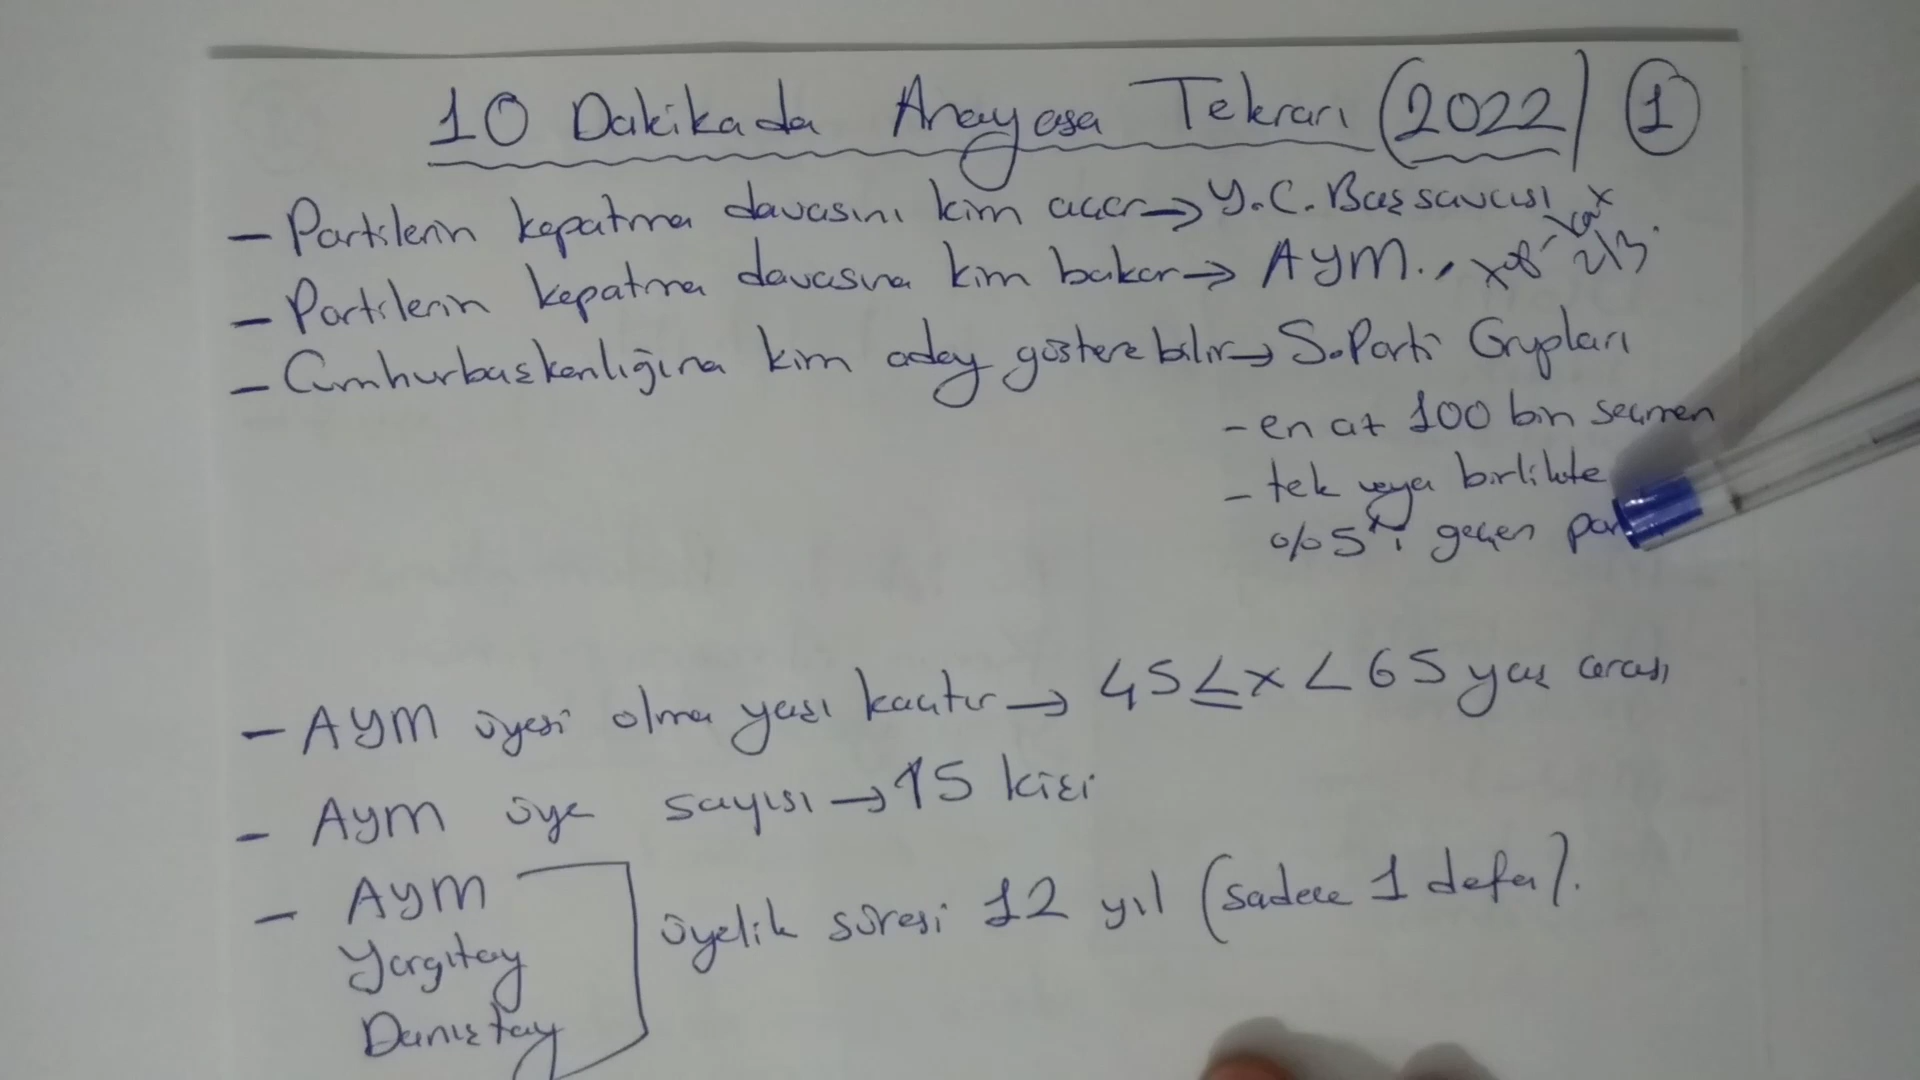 10 Dakikada Anayasa Tekrarı (2022) 1
- Partilerin kapatma davasını kim açar → Y.C. Başsavcısı
- Partilerin kapatma davasına kim bakar → AYM. 2/3
- Cumhurbaşkanlığına kim aday gösterebilir → S.Parti Grupları
- en az 100 bin seçmen
- tek veya birlikte
%5'i geçen
- AYM üyesi olma yaşı kaçtır → 45 ≤ x < 65 yaş arası
- AYM üye sayısı → 15 kişi
- AYM
Yargıtay
Danıştay
üyelik süresi 12 yıl (sadece 1 defa).